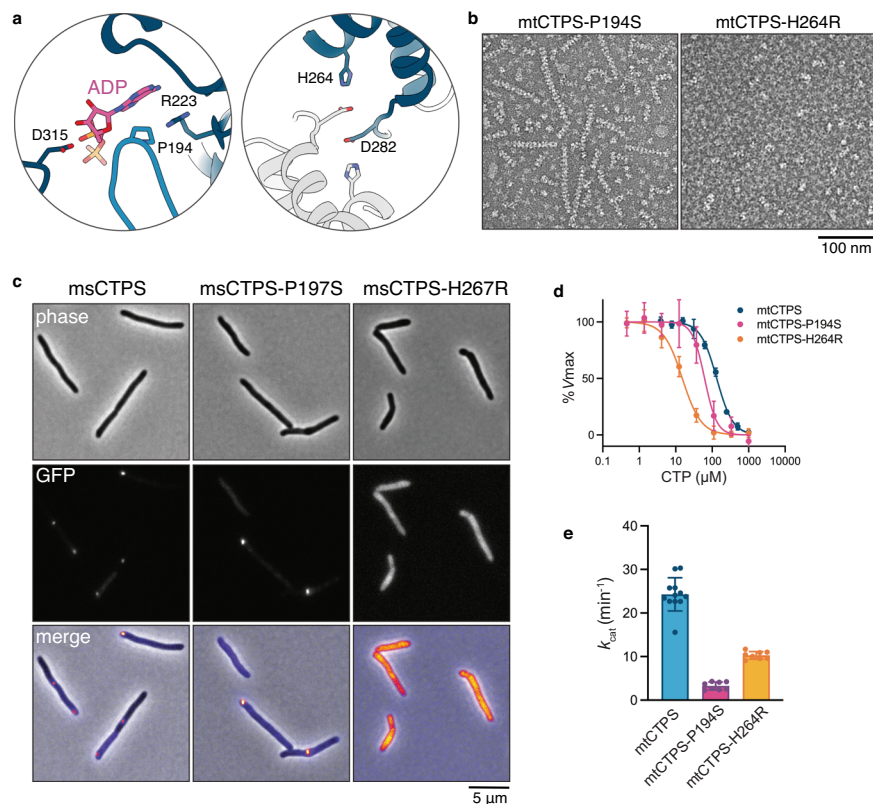 a
ADP
R223
D315
P194
H264
D282
b
mtCTPS-P194S
mtCTPS-H264R
100 nm
c
msCTPS
msCTPS-P197S
msCTPS-H267R
phase
GFP
merge
5 µm
d
% Vmax
100
50
0
0.1
1
10
100
1000
10000
CTP (µM)
mtCTPS
mtCTPS-P194S
mtCTPS-H264R
e
kcat (min-1)
40
30
20
10
0
mtCTPS
mtCTPS-P194S
mtCTPS-H264R